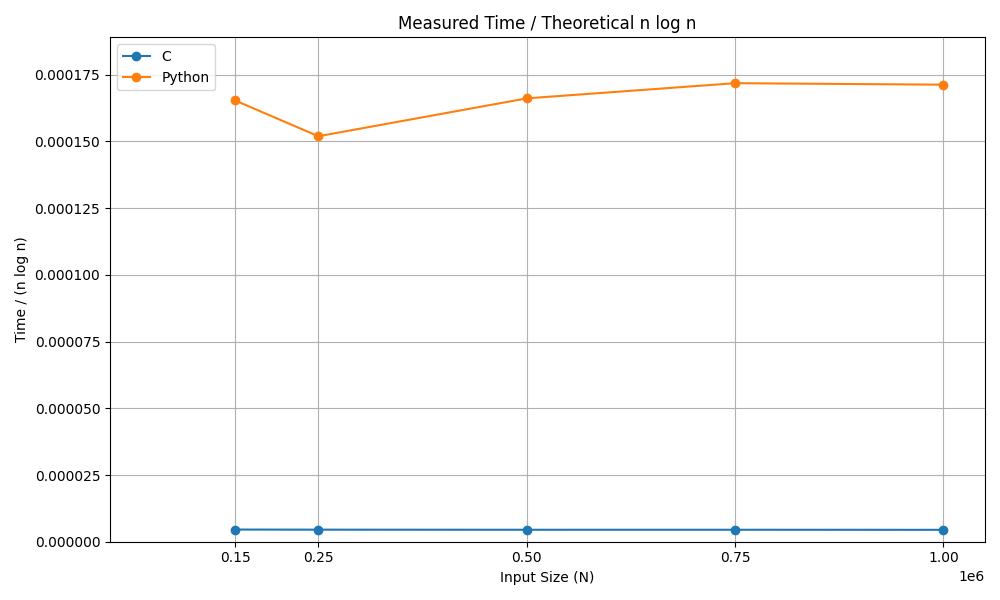 Measured Time / Theoretical n log n
C
Python
Time / (n log n)
0.000175
0.000150
0.000125
0.000100
0.000075
0.000050
0.000025
0.000000
0.15 0.25 0.50 0.75 1.00
1e6
Input Size (N)